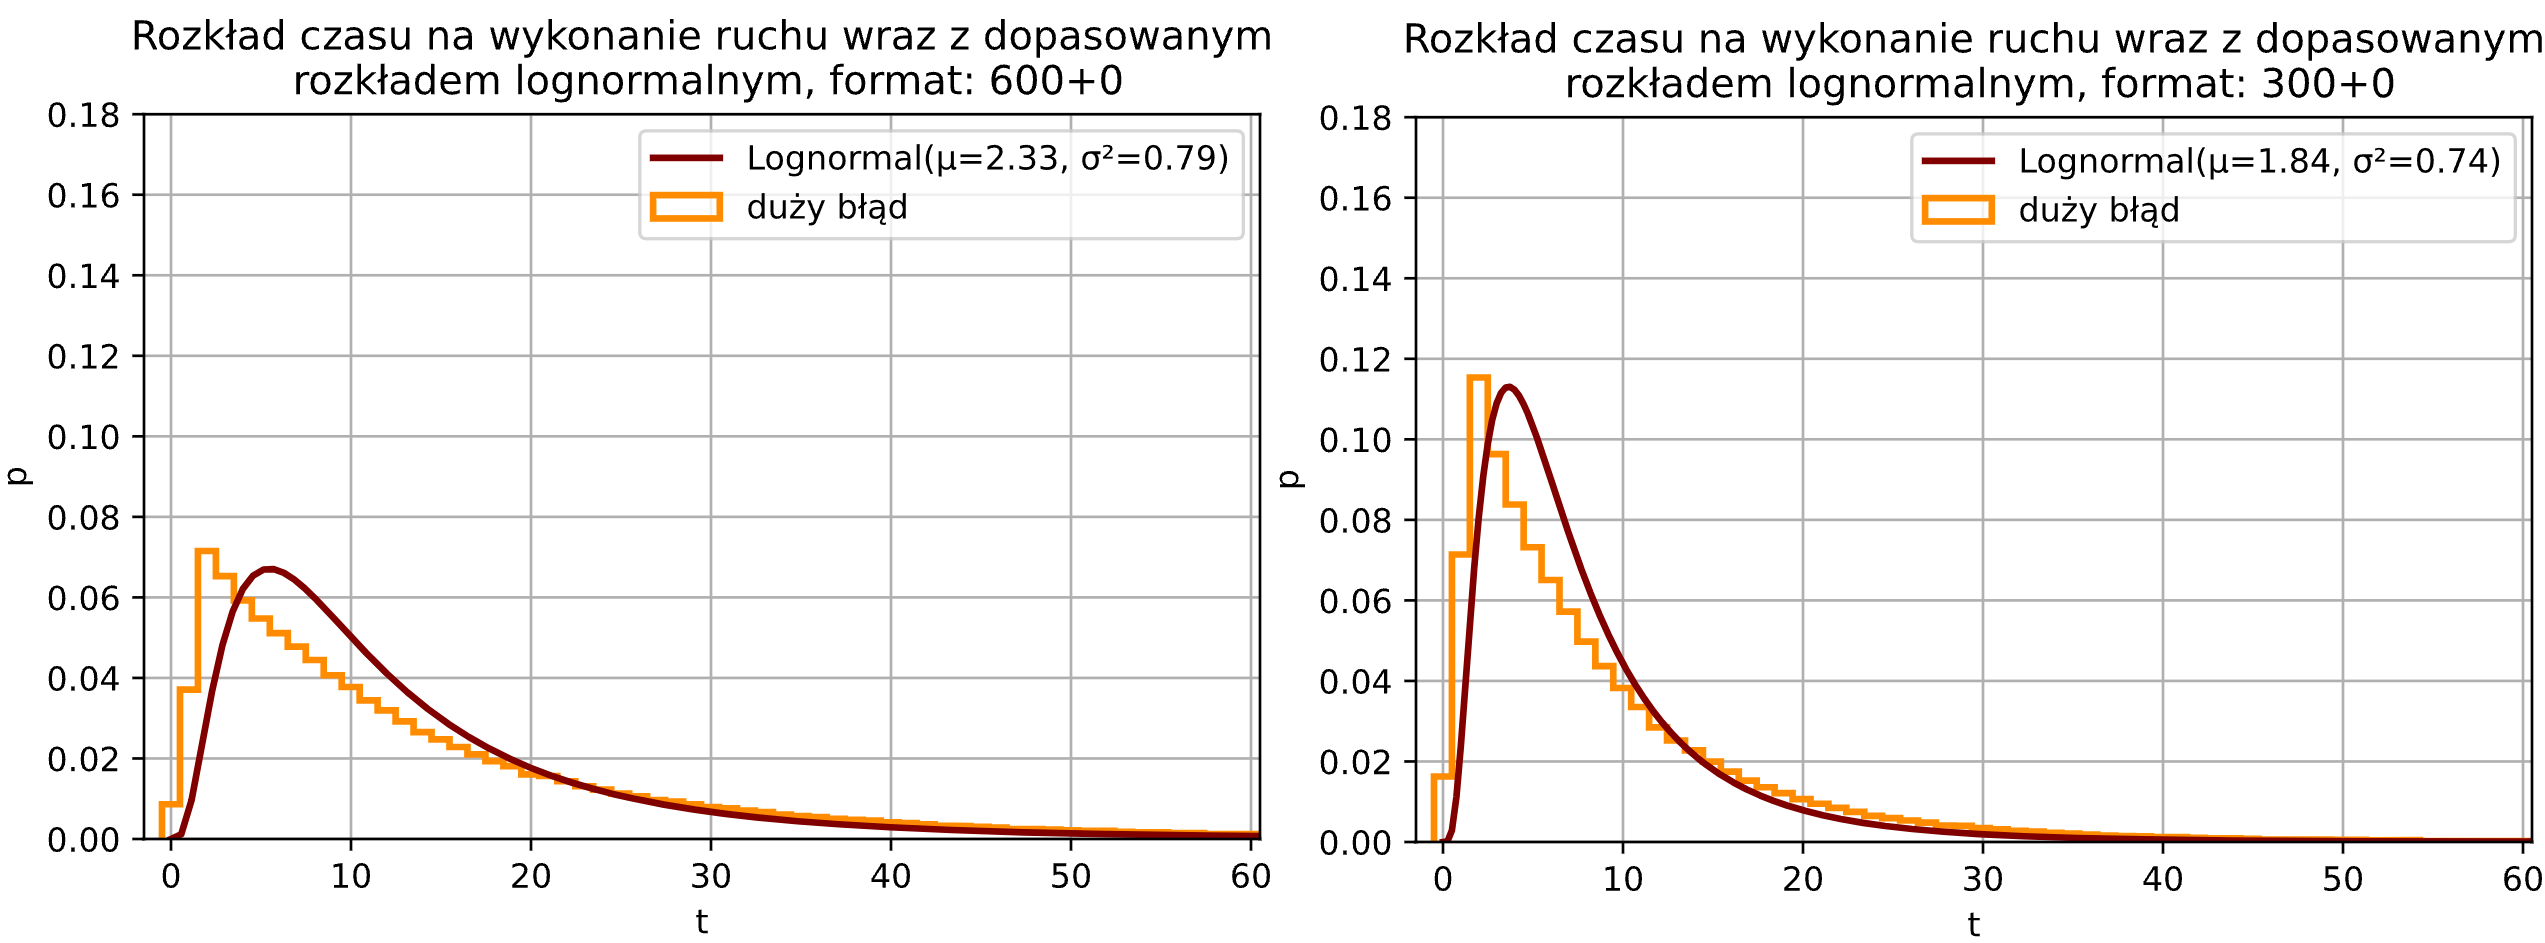 Rozkład czasu na wykonanie ruchu wraz z dopasowanym
rozkładem lognormalnym, format: 600+0
0.18
0.16
0.14
0.12
0.10
0.08
0.06
0.04
0.02
0.00
p
Lognormal(μ=2.33, σ²=0.79)
duży błąd
0 10 20 30 40 50 60
t
Rozkład czasu na wykonanie ruchu wraz z dopasowanym
rozkładem lognormalnym, format: 300+0
0.18
0.16
0.14
0.12
0.10
0.08
0.06
0.04
0.02
0.00
p
Lognormal(μ=1.84, σ²=0.74)
duży błąd
0 10 20 30 40 50 60
t